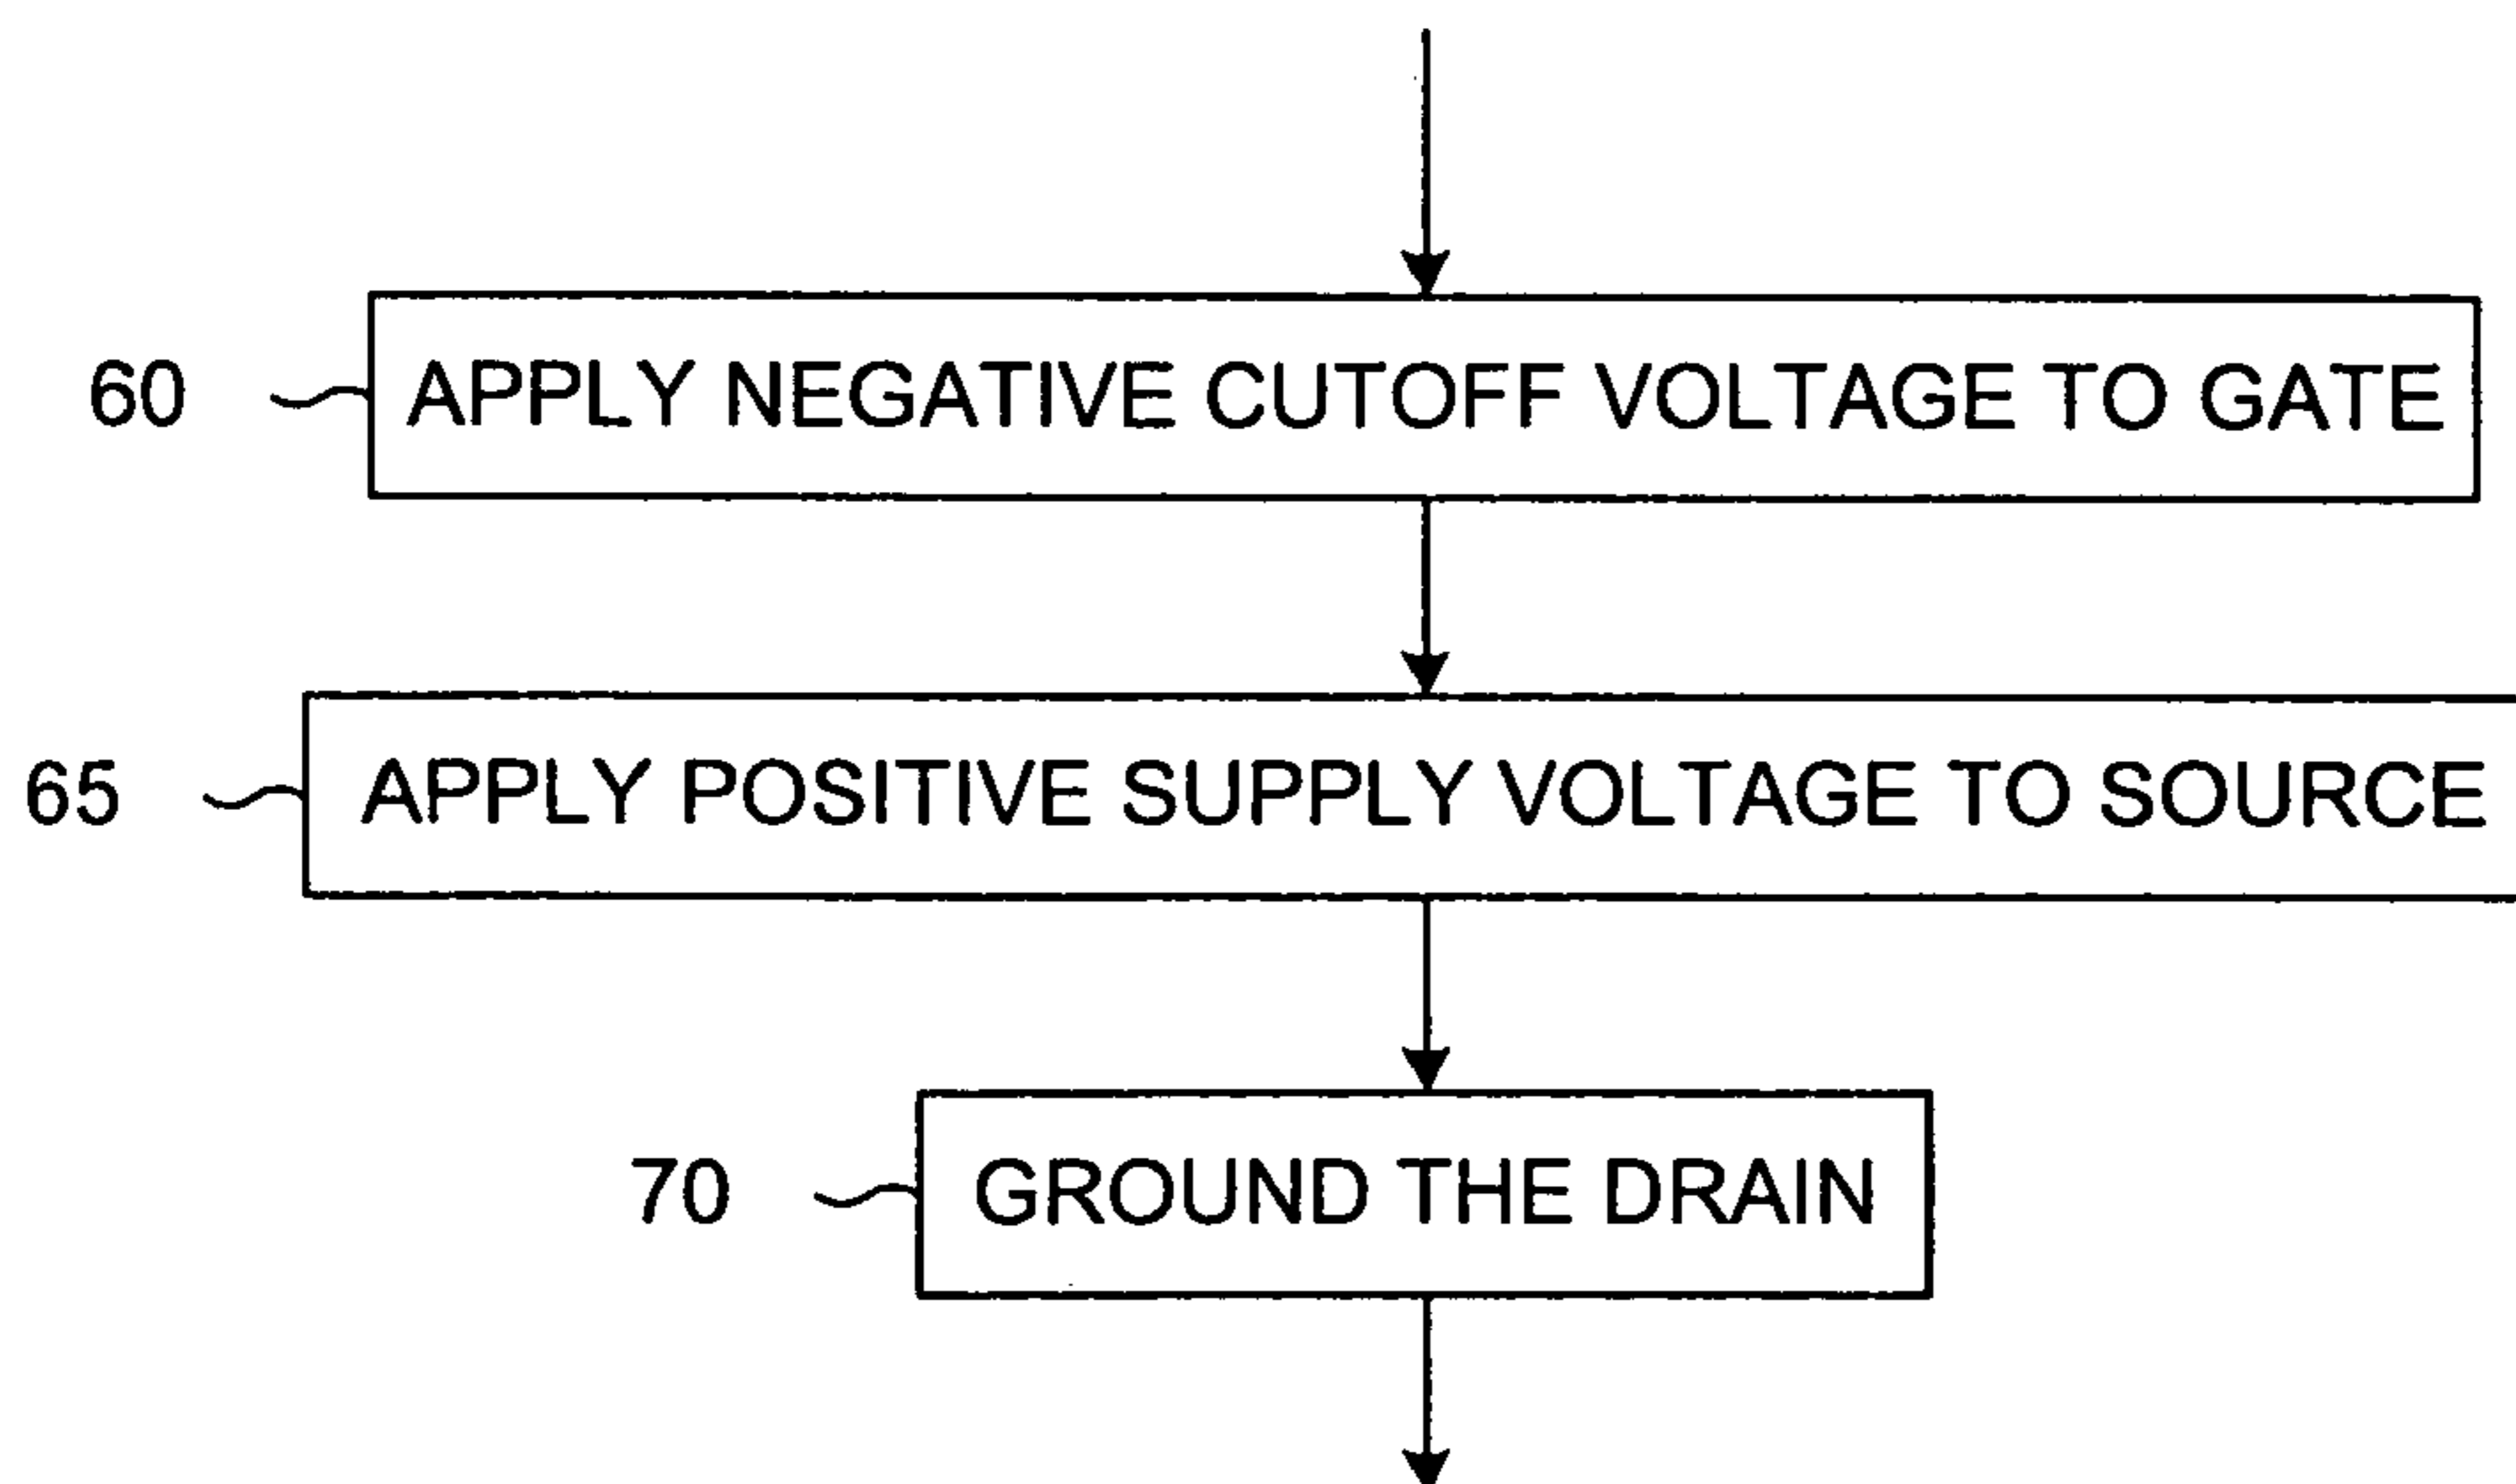 60 APPLY NEGATIVE CUTOFF VOLTAGE TO GATE
65 APPLY POSITIVE SUPPLY VOLTAGE TO SOURCE
70 GROUND THE DRAIN